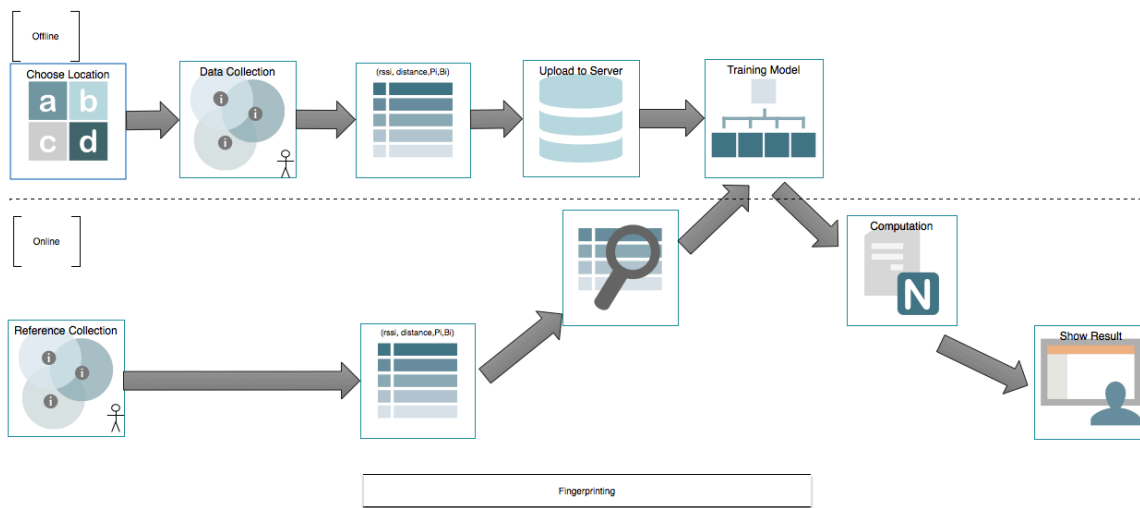 Offline
Choose Location
a b
c d
Data Collection
i
i
i
(rssi, distance,Pi,Bi)
Upload to Server
Training Model
Online
Computation
N
Reference Collection
i
i
i
(rssi, distance,Pi,Bi)
Show Result
Fingerprinting